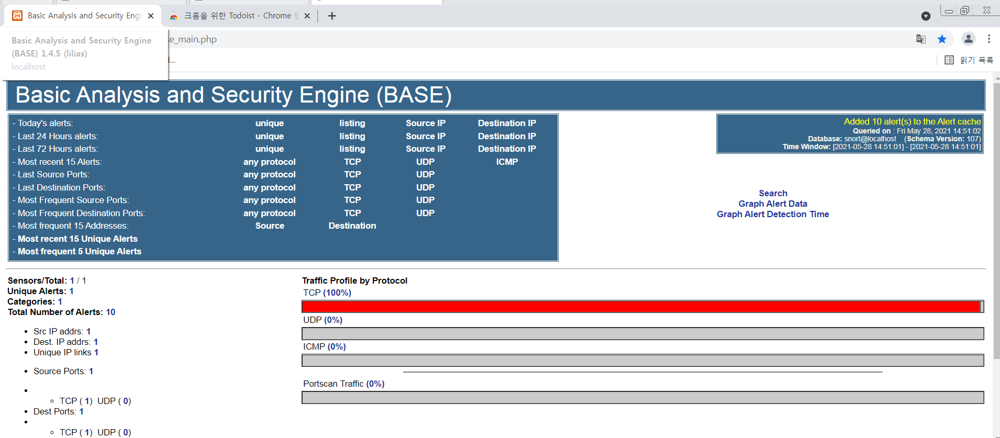 Basic Analysis and Security Engi
크롬을 위한 Todoist - Chrome
Basic Analysis and Security Engine
(BASE) 1.4.5 (lilias)
localhost
se_main.php
d...
읽기 목록
Basic Analysis and Security Engine (BASE)
- Today's alerts: unique listing Source IP Destination IP
- Last 24 Hours alerts: unique listing Source IP Destination IP
- Last 72 Hours alerts: unique listing Source IP Destination IP
- Most recent 15 Alerts: any protocol TCP UDP ICMP
- Last Source Ports: any protocol TCP UDP
- Last Destination Ports: any protocol TCP UDP
- Most Frequent Source Ports: any protocol TCP UDP
- Most Frequent Destination Ports: any protocol TCP UDP
- Most frequent 15 Addresses: Source Destination
- Most recent 15 Unique Alerts
- Most frequent 5 Unique Alerts
Added 10 alert(s) to the Alert cache
Queried on : Fri May 28, 2021 14:51:02
Database: snort@localhost (Schema Version: 107)
Time Window: [2021-05-28 14:51:01] - [2021-05-28 14:51:01]
Search
Graph Alert Data
Graph Alert Detection Time
Sensors/Total: 1 / 1
Unique Alerts: 1
Categories: 1
Total Number of Alerts: 10
• Src IP addrs: 1
• Dest. IP addrs: 1
• Unique IP links 1
• Source Ports: 1
•
◦ TCP ( 1) UDP ( 0)
• Dest Ports: 1
•
◦ TCP ( 1) UDP ( 0)
Traffic Profile by Protocol
TCP (100%)
UDP (0%)
ICMP (0%)
Portscan Traffic (0%)